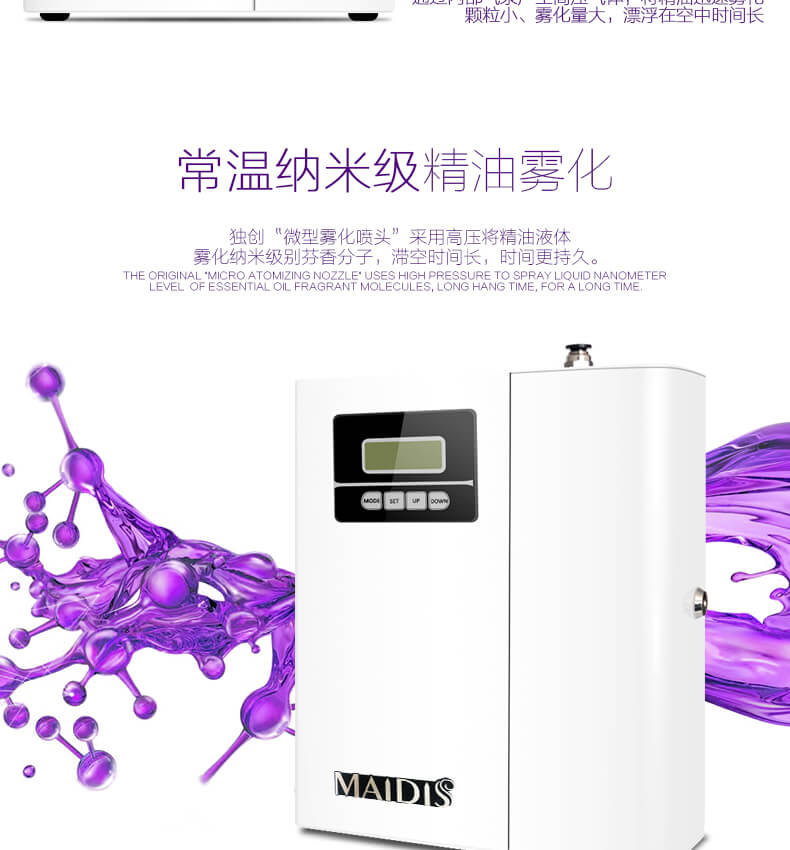 颗粒小、雾化量大，漂浮在空中时间长
常温纳米级精油雾化
独创“微型雾化喷头”采用高压将精油液体
雾化纳米级别芬香分子，滞空时间长，时间更持久。
THE ORIGINAL "MICRO ATOMIZING NOZZLE" USES HIGH PRESSURE TO SPRAY LIQUID NANOMETER
LEVEL OF ESSENTIAL OIL FRAGRANT MOLECULES, LONG HANG TIME, FOR A LONG TIME.
MODE SET UP DOWN
MAIDIS